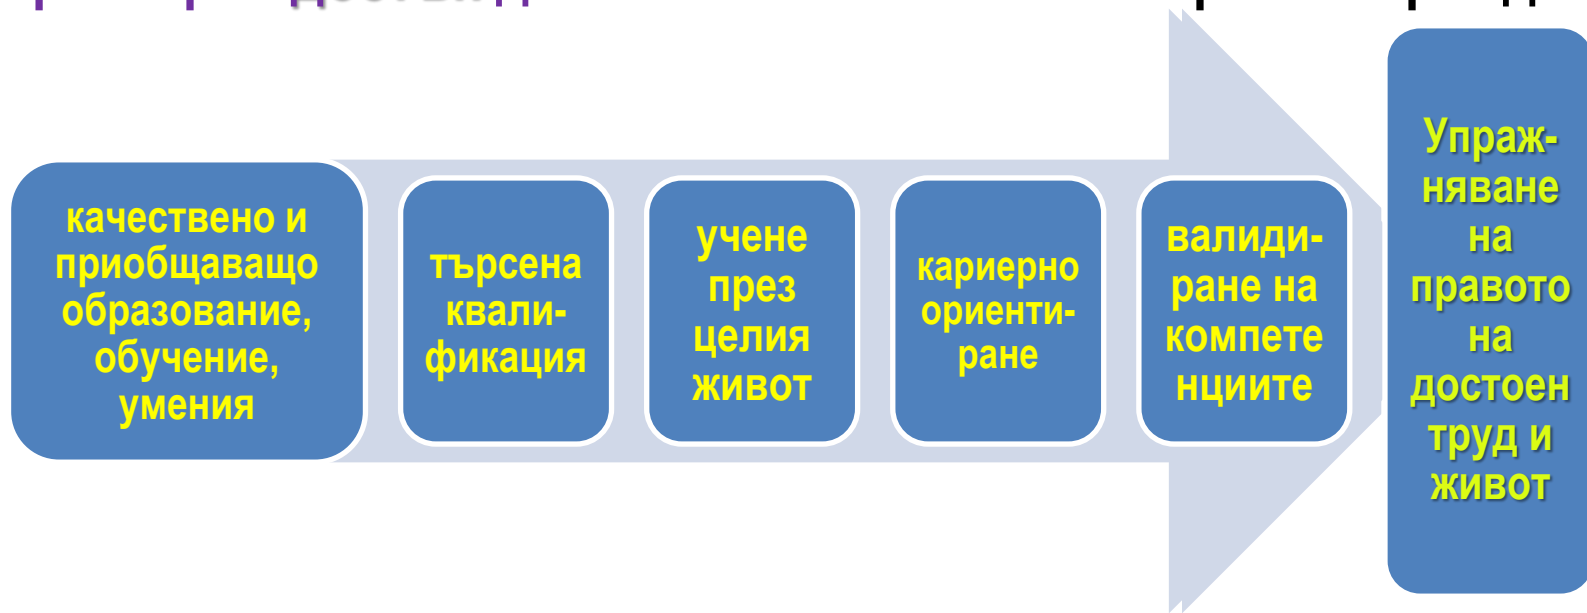 качествено и
приобщаващо
образование,
обучение,
умения
търсена
квали-
фикация
учене
през
целия
живот
кариерно
ориенти-
ране
валиди-
ране на
компете
нциите
Упраж-
няване
на
правото
на
достоен
труд и
живот